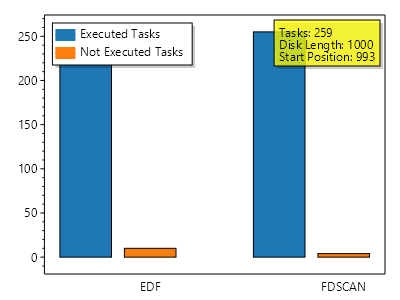 Executed Tasks
Not Executed Tasks
Tasks: 259
Disk Length: 1000
Start Position: 993
250
200
150
100
50
0
EDF
FDSCAN